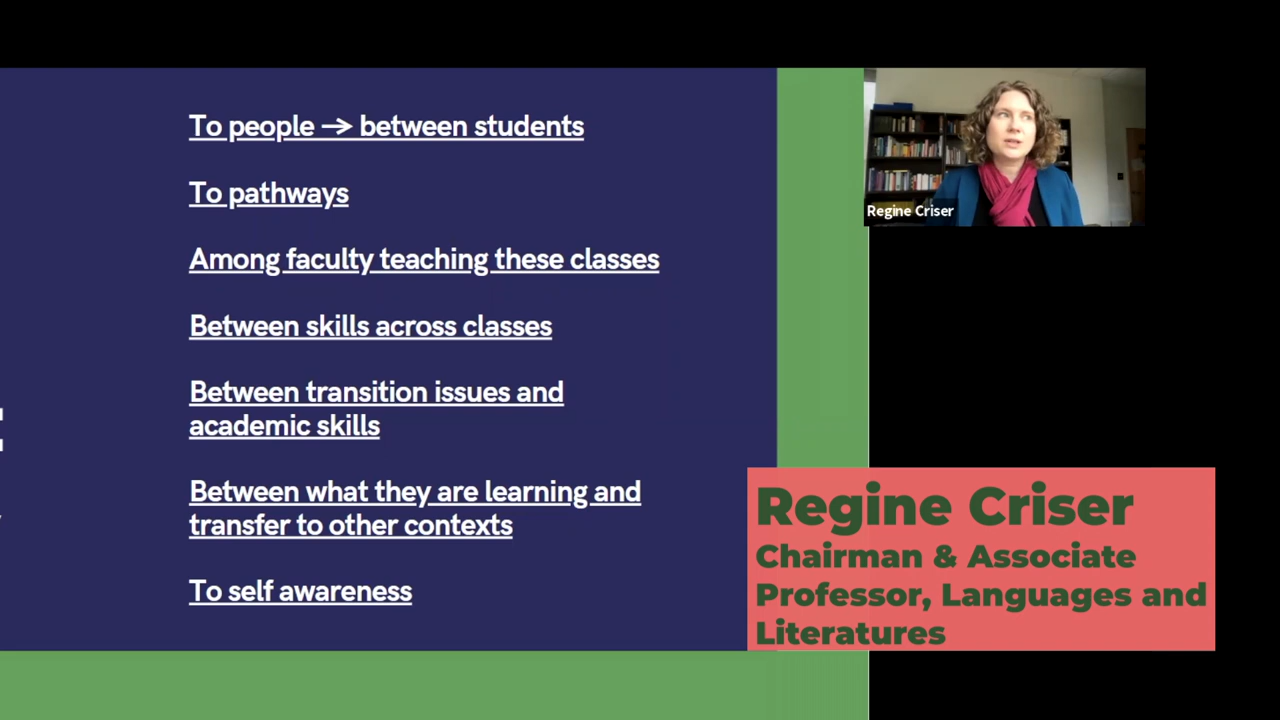 To people → between students
To pathways
Among faculty teaching these classes
Between skills across classes
Between transition issues and
academic skills
Between what they are learning and
transfer to other contexts
To self awareness
Regine Criser
Regine Criser
Chairman & Associate
Professor, Languages and
Literatures